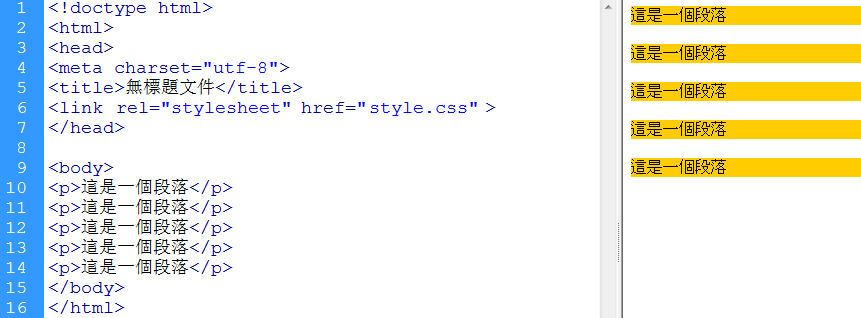 1 <!doctype html>
2 <html>
3 <head>
4 <meta charset="utf-8">
5 <title>無標題文件</title>
6 <link rel="stylesheet" href="style.css" >
7 </head>
8
9 <body>
10 <p>這是一個段落</p>
11 <p>這是一個段落</p>
12 <p>這是一個段落</p>
13 <p>這是一個段落</p>
14 <p>這是一個段落</p>
15 </body>
16 </html>
這是一個段落
這是一個段落
這是一個段落
這是一個段落
這是一個段落